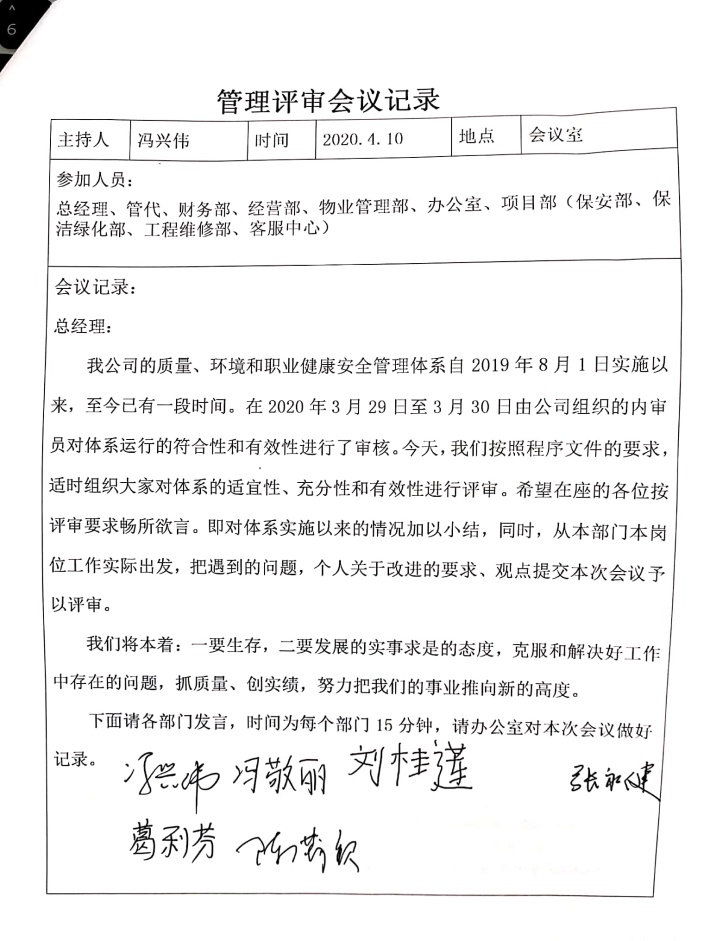 ^
6
管理评审会议记录
主持人 冯兴伟 时间 2020.4.10 地点 会议室
参加人员：
总经理、管代、财务部、经营部、物业管理部、办公室、项目部（保安部、保
洁绿化部、工程维修部、客服中心）
会议记录：
总经理：
我公司的质量、环境和职业健康安全管理体系自 2019 年 8 月 1 日实施以
来，至今已有一段时间。在 2020 年 3 月 29 日至 3 月 30 日由公司组织的内审
员对体系运行的符合性和有效性进行了审核。今天，我们按照程序文件的要求，
适时组织大家对体系的适宜性、充分性和有效性进行评审。希望在座的各位按
评审要求畅所欲言。即对体系实施以来的情况加以小结，同时，从本部门本岗
位工作实际出发，把遇到的问题，个人关于改进的要求、观点提交本次会议予
以评审。
我们将本着：一要生存，二要发展的实事求是的态度，克服和解决好工作
中存在的问题，抓质量、创实绩，努力把我们的事业推向新的高度。
下面请各部门发言，时间为每个部门 15 分钟，请办公室对本次会议做好
记录。
冯兴伟 冯敬丽 刘桂谨 张和健
葛利芬